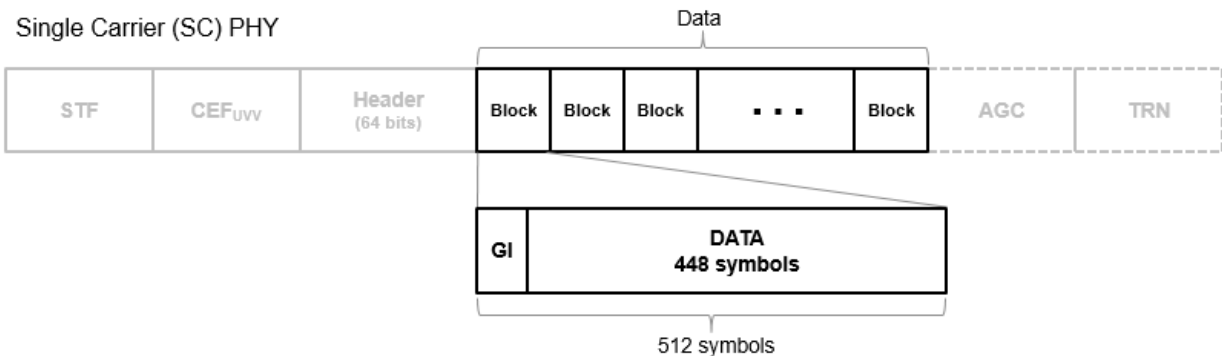 Single Carrier (SC) PHY
Data
STF
CEFUVV
Header
(64 bits)
Block
Block
Block
. . .
Block
AGC
TRN
GI
DATA
448 symbols
512 symbols